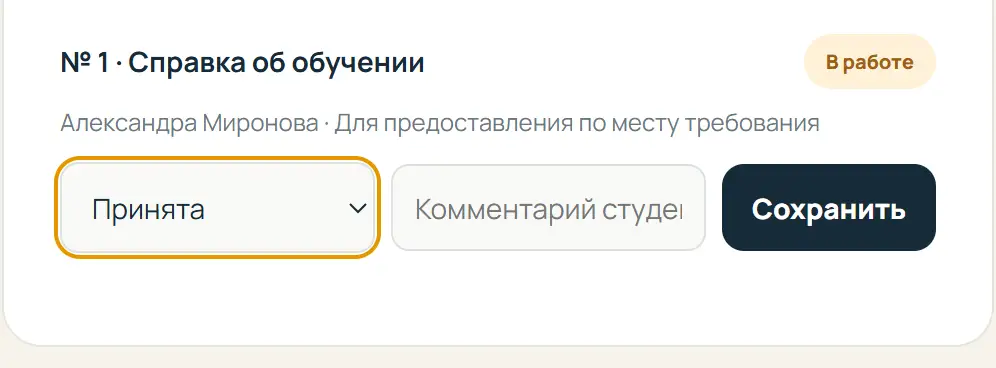 № 1 · Справка об обучении
В работе
Александра Миронова · Для предоставления по месту требования
Принята
Комментарий студе
Сохранить